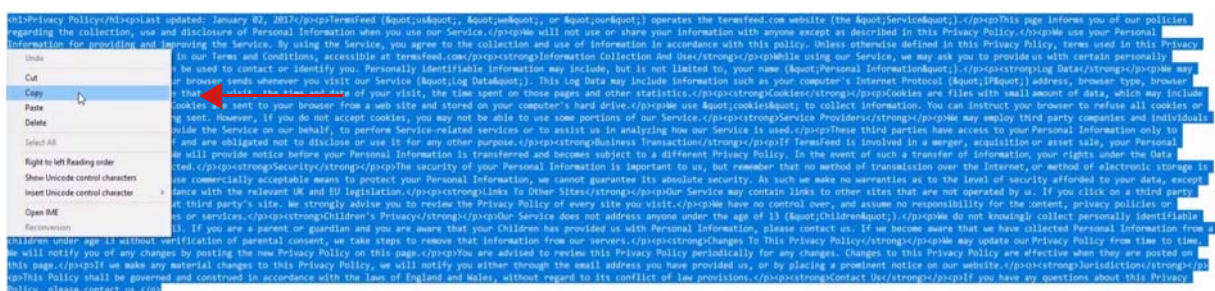 <h1>Privacy Policy</h1><p>Last updated: January 02, 2017</p><p>TermsFeed (&quot;us&quot;, &quot;we&quot;, or &quot;our&quot;) operates the termsfeed.com website (the &quot;Service&quot;).</p><p>This page informs you of our policies
regarding the collection, use and disclosure of Personal Information when you use our Service.</p><p>We will not use or share your information with anyone except as described in this Privacy Policy.</p><p>We use your Personal
Information for providing and improving the Service. By using the Service, you agree to the collection and use of information in accordance with this policy. Unless otherwise defined in this Privacy Policy, terms used in this Privacy
in our Terms and Conditions, accessible at termsfeed.com</p><p><strong>Information Collection And Use</strong></p><p>While using our Service, we may ask you to provide us with certain personally
be used to contact or identify you. Personally identifiable information may include, but is not limited to, your name (&quot;Personal Information&quot;).</p><p><strong>Log Data</strong></p><p>We may
browser sends whenever you visit our Service (&quot;Log Data&quot;). This Log Data may include information such as your computer's Internet Protocol (&quot;IP&quot;) address, browser type, browser
that visit, the time and of your visit, the time spent on those pages and other statistics.</p><p><strong>Cookies</strong></p><p>Cookies are files with small amount of data, which may include
Cookies are sent to your browser from a web site and stored on your computer's hard drive.</p><p>We use &quot;cookies&quot; to collect information. You can instruct your browser to refuse all cookies or
sent. However, if you do not accept cookies, you may not be able to use some portions of our Service.</p><p><strong>Service Providers</strong></p><p>We may employ third party companies and individuals
the Service on our behalf, to perform Service-related services or to assist us in analyzing how our Service is used.</p><p>These third parties have access to your Personal Information only to
and are obligated not to disclose or use it for any other purpose.</p><p><strong>Business Transaction</strong></p><p>If TermsFeed is involved in a merger, acquisition or asset sale, your Personal
We will provide notice before your Personal Information is transferred and becomes subject to a different Privacy Policy. In the event of such a transfer of information, your rights under the Data
</p><p><strong>Security</strong></p><p>The security of your Personal Information is important to us, but remember that no method of transmission over the Internet, or method of electronic storage is
use commercially acceptable means to protect your Personal Information, we cannot guarantee its absolute security. As such we make no warranties as to the level of security afforded to your data, except
with the relevant UK and EU legislation.</p><p><strong>Links To Other Sites</strong></p><p>Our Service may contain links to other sites that are not operated by us. If you click on a third party
third party's site. We strongly advise you to review the Privacy Policy of every site you visit.</p><p>We have no control over, and assume no responsibility for the content, privacy policies or
or services.</p><p><strong>Children's Privacy</strong></p><p>Our Service does not address anyone under the age of 13 (&quot;Children&quot;).</p><p>We do not knowingly collect personally identifiable
13. If you are a parent or guardian and you are aware that your Children has provided us with Personal Information, please contact us. If we become aware that we have collected Personal Information from a
children under age 13 without verification of parental consent, we take steps to remove that information from our servers.</p><p><strong>Changes To This Privacy Policy</strong></p><p>We may update our Privacy Policy from time to time.
We will notify you of any changes by posting the new Privacy Policy on this page.</p><p>You are advised to review this Privacy Policy periodically for any changes. Changes to this Privacy Policy are effective when they are posted on
this page.</p><p>If we make any material changes to this Privacy Policy, we will notify you either through the email address you have provided us, or by placing a prominent notice on our website.</p><p><strong>Jurisdiction</strong></p>
<p>This Policy shall be governed and construed in accordance with the laws of England and Wales, without regard to its conflict of law provisions.</p><p><strong>Contact Us</strong></p><p>If you have any questions about this Privacy
Policy, please contact us.</p>
Undo
Cut
Copy
Paste
Delete
Select All
Right to left Reading order
Show Unicode control characters
Insert Unicode control character
Open IME
Reconversion